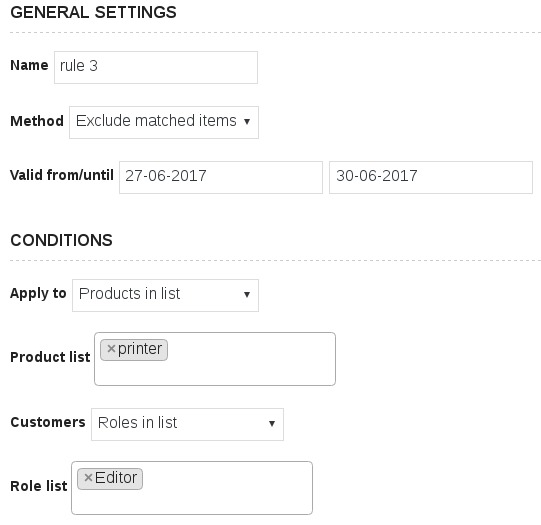 GENERAL SETTINGS
Name rule 3
Method Exclude matched items ▾
Valid from/until 27-06-2017 30-06-2017
CONDITIONS
Apply to Products in list ▾
Product list ×printer
Customers Roles in list ▾
Role list ×Editor